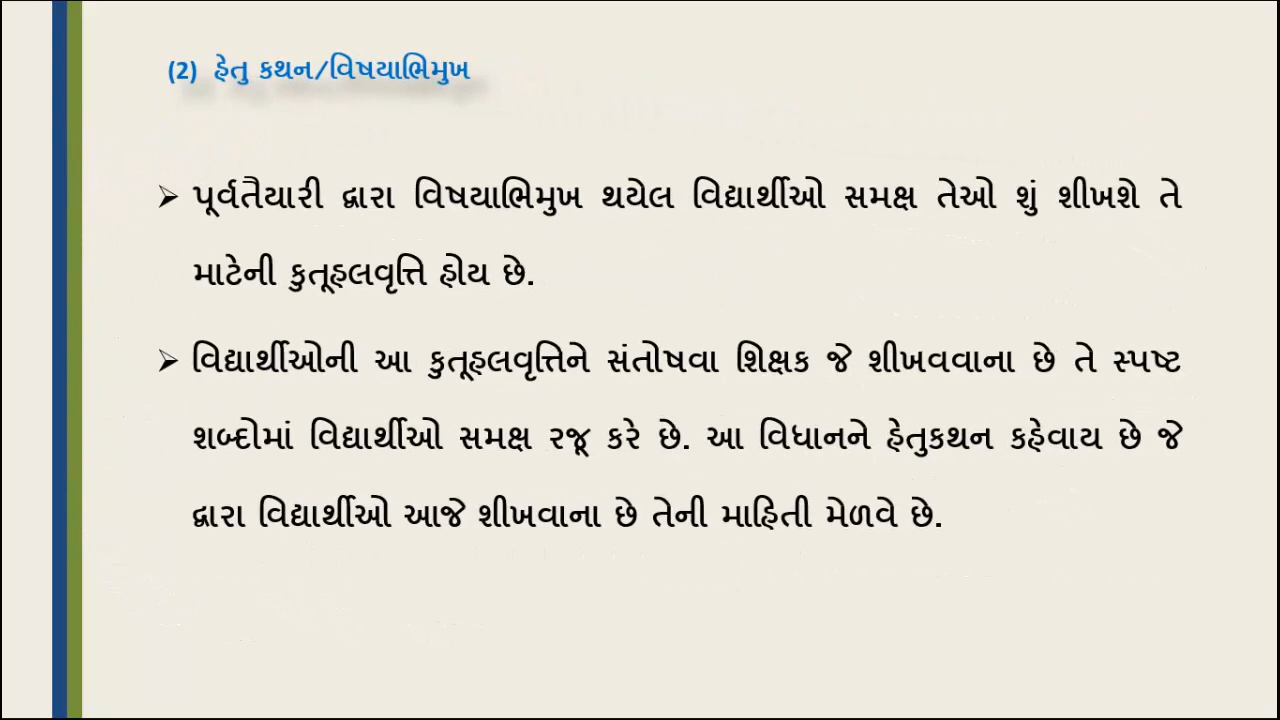 (2) હેતુ કથન/વિષયાભિમુખ
➢ પૂર્વતૈયારી દ્વારા વિષયાભિમુખ થયેલ વિદ્યાર્થીઓ સમક્ષ તેઓ શું શીખશે તે
માટેની કુતૂહલવૃત્તિ હોય છે.
➢ વિદ્યાર્થીઓની આ કુતૂહલવૃત્તિને સંતોષવા શિક્ષક જે શીખવવાના છે તે સ્પષ્ટ
શબ્દોમાં વિદ્યાર્થીઓ સમક્ષ રજૂ કરે છે. આ વિધાનને હેતુકથન કહેવાય છે જે
દ્વારા વિદ્યાર્થીઓ આજે શીખવાના છે તેની માહિતી મેળવે છે.